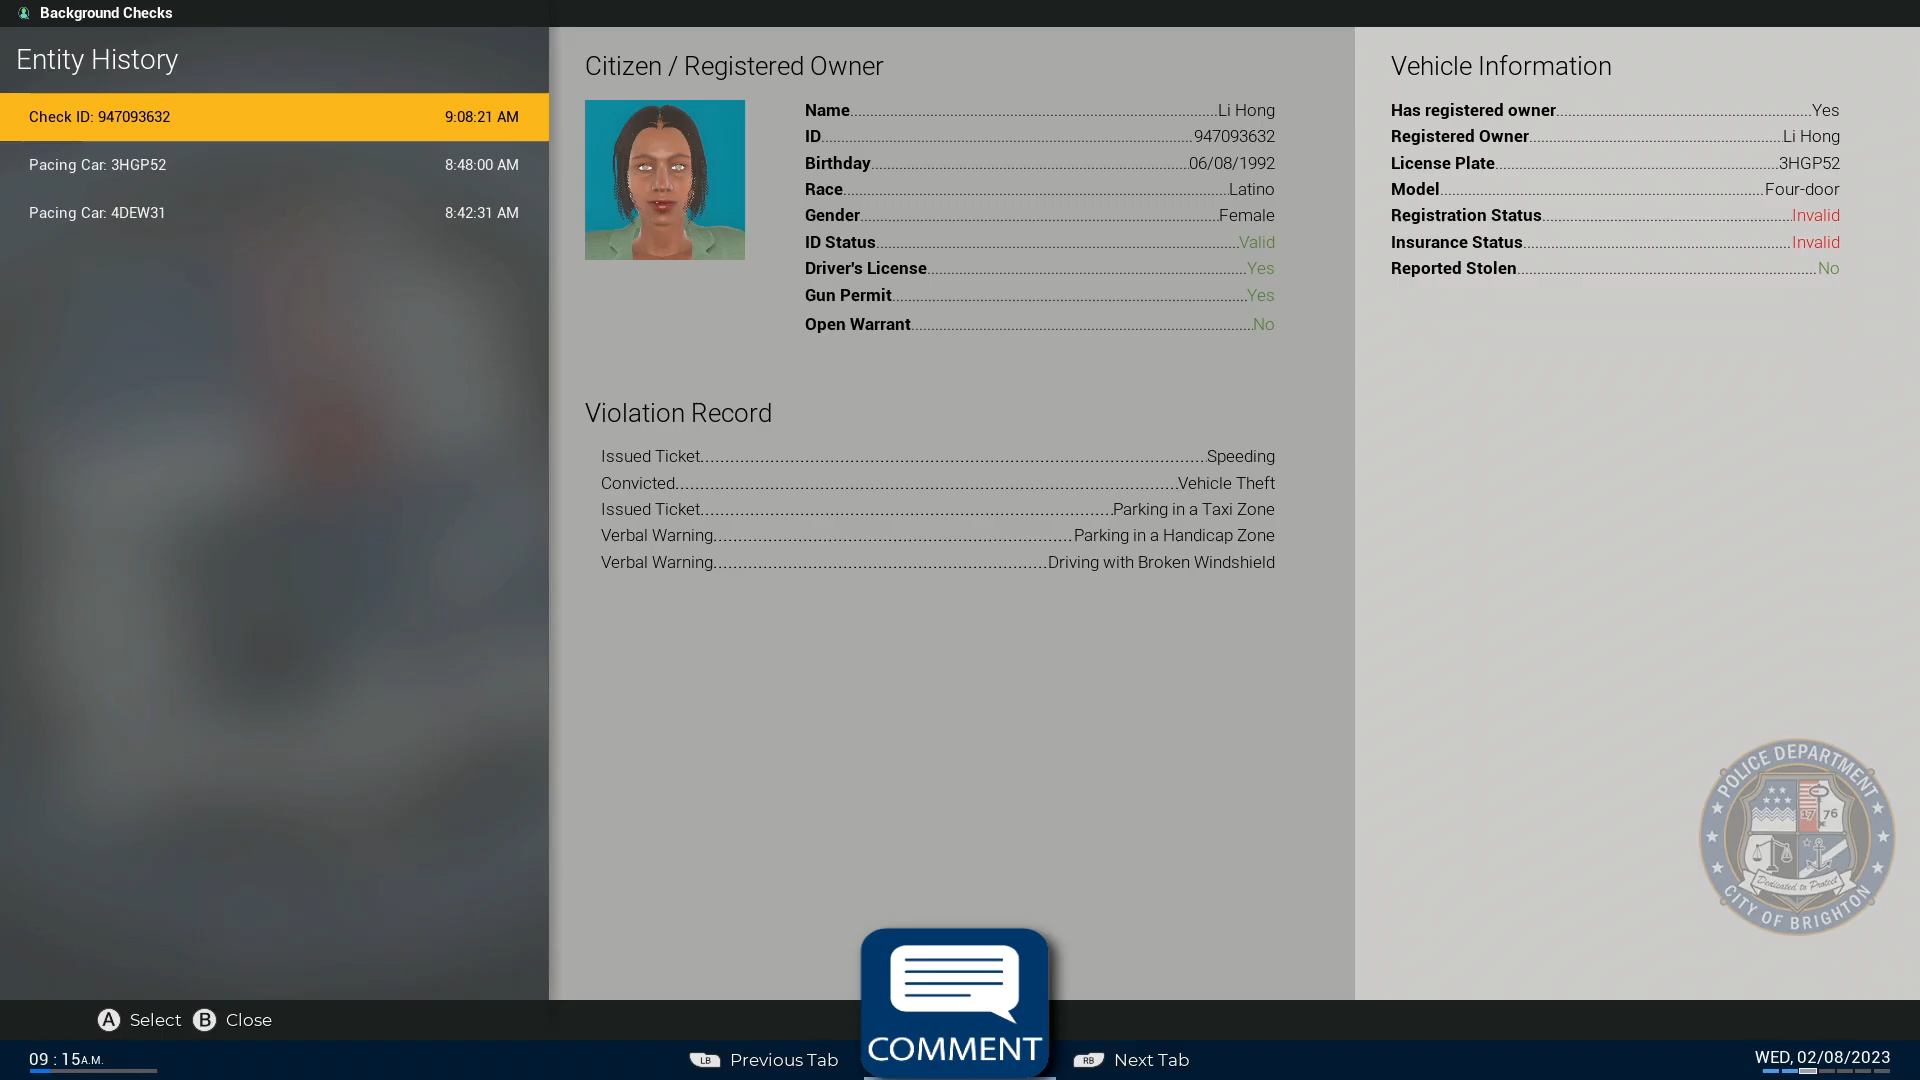 Background Checks
Entity History
Check ID: 947093632 9:08:21 AM
Pacing Car: 3HGP52 8:48:00 AM
Pacing Car: 4DEW31 8:42:31 AM
Citizen / Registered Owner
Name Li Hong
ID 947093632
Birthday 06/08/1992
Race Latino
Gender Female
ID Status Valid
Driver's License Yes
Gun Permit Yes
Open Warrant No
Violation Record
Issued Ticket Speeding
Convicted Vehicle Theft
Issued Ticket Parking in a Taxi Zone
Verbal Warning Parking in a Handicap Zone
Verbal Warning Driving with Broken Windshield
Vehicle Information
Has registered owner Yes
Registered Owner Li Hong
License Plate 3HGP52
Model Four-door
Registration Status Invalid
Insurance Status Invalid
Reported Stolen No
POLICE DEPARTMENT
17 76
Dedicated to Protect
CITY OF BRIGHTON
A Select B Close
COMMENT
09 : 15 A.M.
LB Previous Tab
RB Next Tab
WED, 02/08/2023